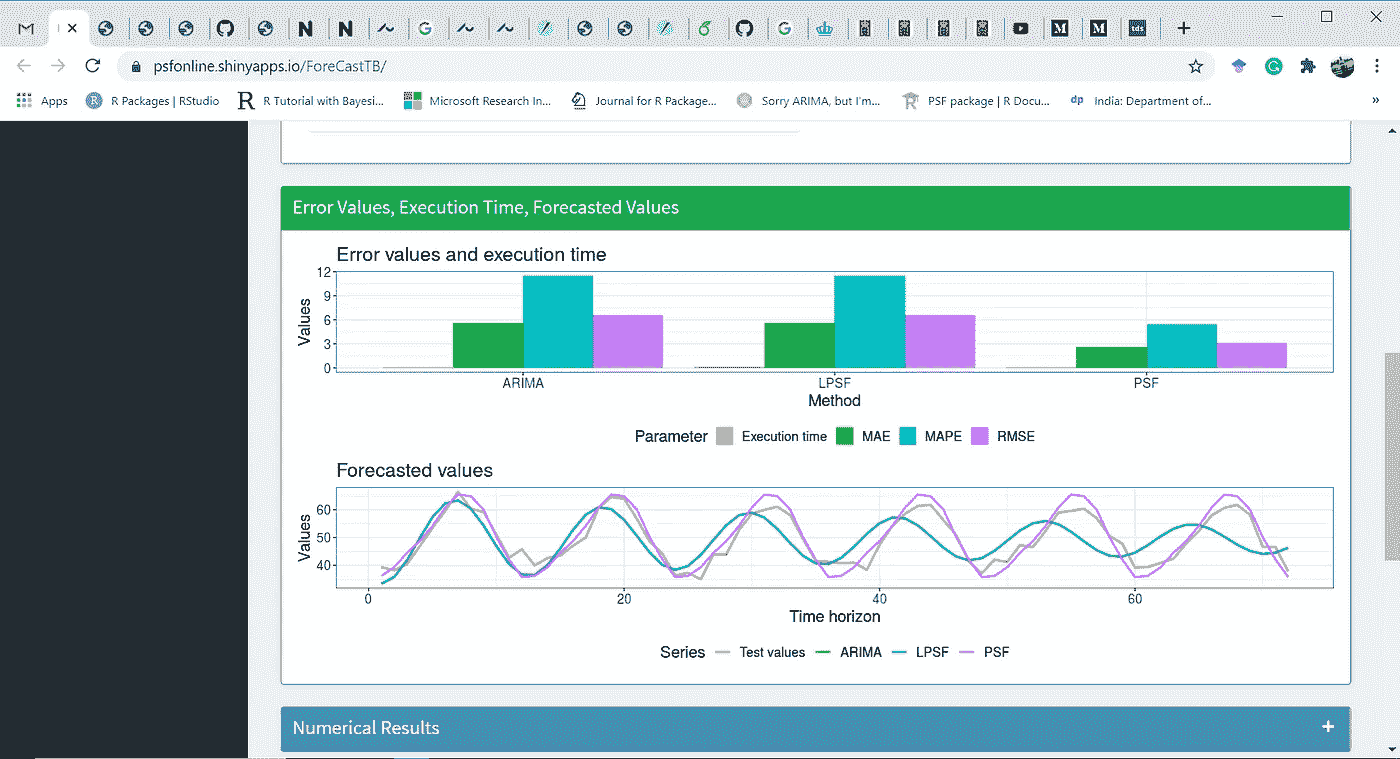 psfonline.shinyapps.io/ForeCastTB/
Apps R Packages | RStudio R Tutorial with Bayesi... Microsoft Research In... Journal for R Package... Sorry ARIMA, but I'm... PSF package | R Docu... dp India: Department of... »
Error Values, Execution Time, Forecasted Values
Error values and execution time
Values
12
9
6
3
0
ARIMA LPSF PSF
Method
Parameter Execution time MAE MAPE RMSE
Forecasted values
Values
60
50
40
0 20 40 60
Time horizon
Series Test values ARIMA LPSF PSF
Numerical Results +